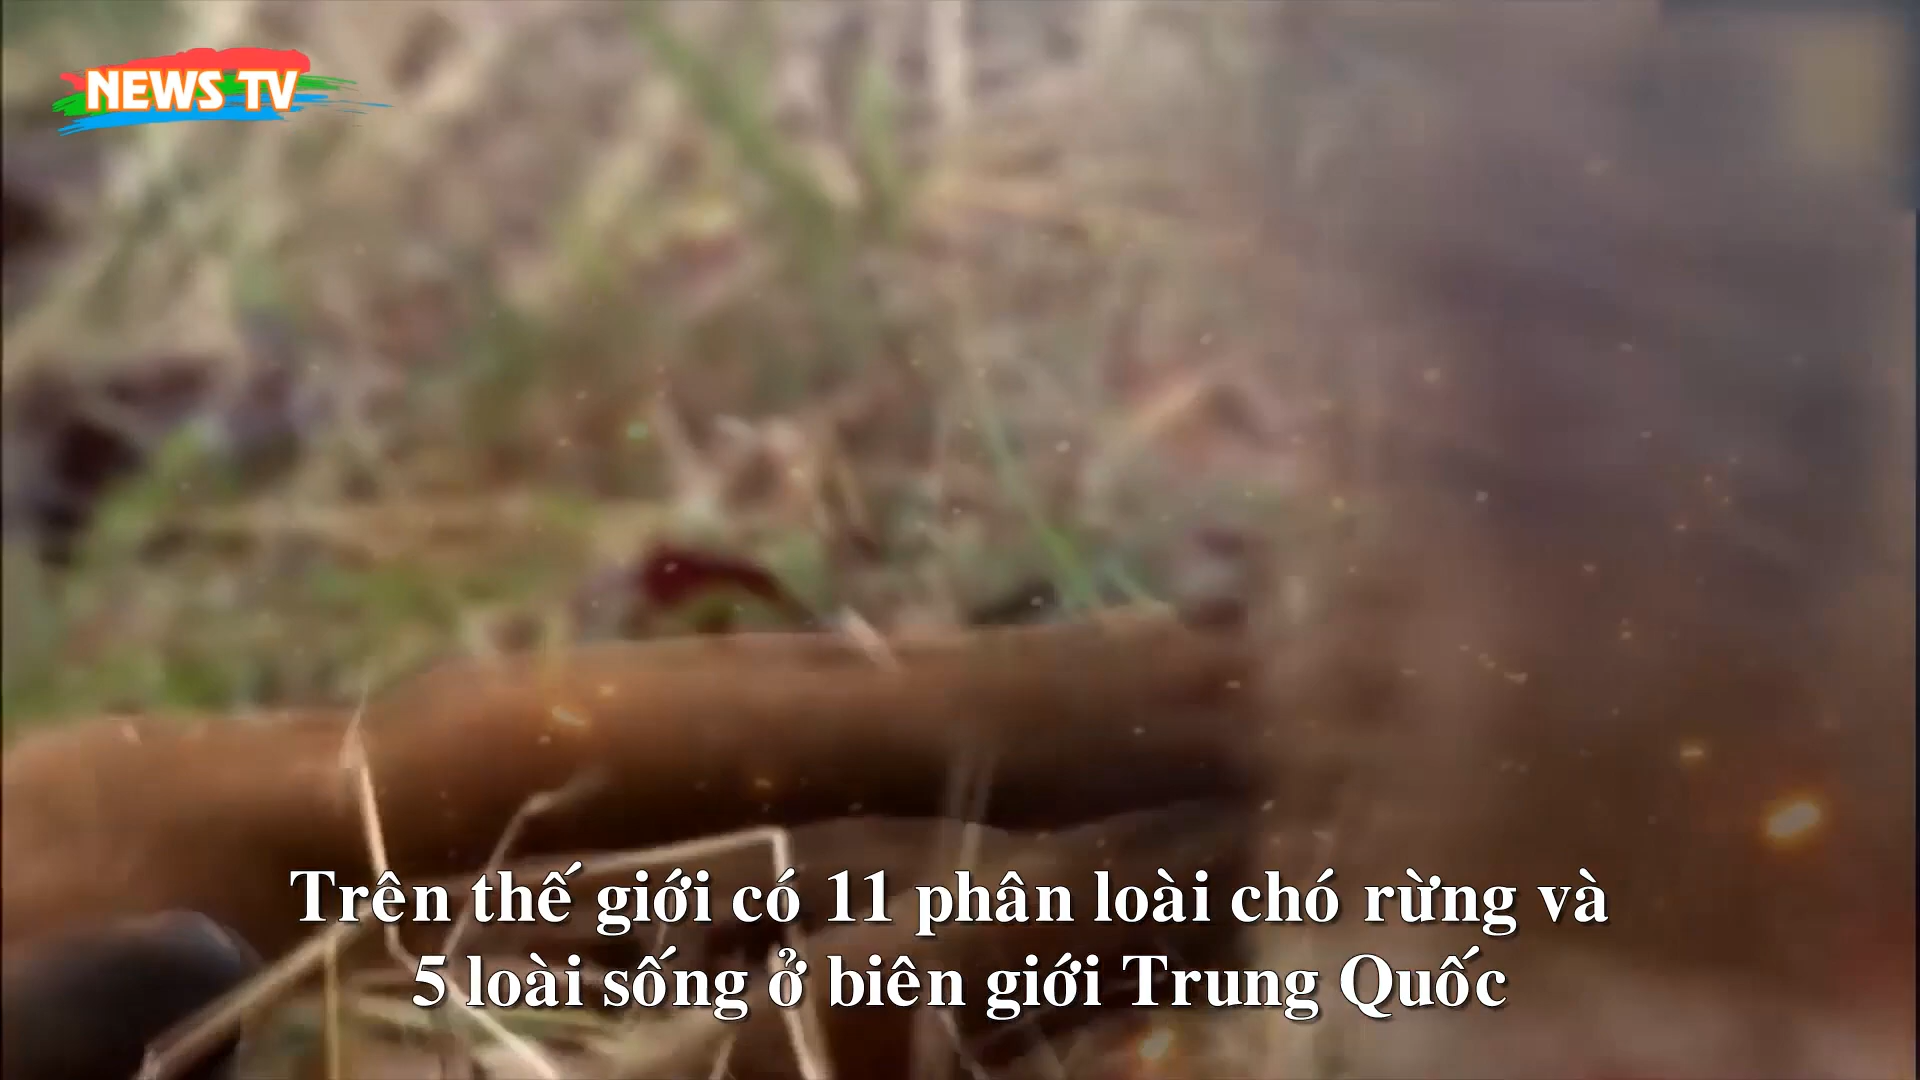 NEWS TV
Trên thế giới có 11 phân loài chó rừng và
5 loài sống ở biên giới Trung Quốc